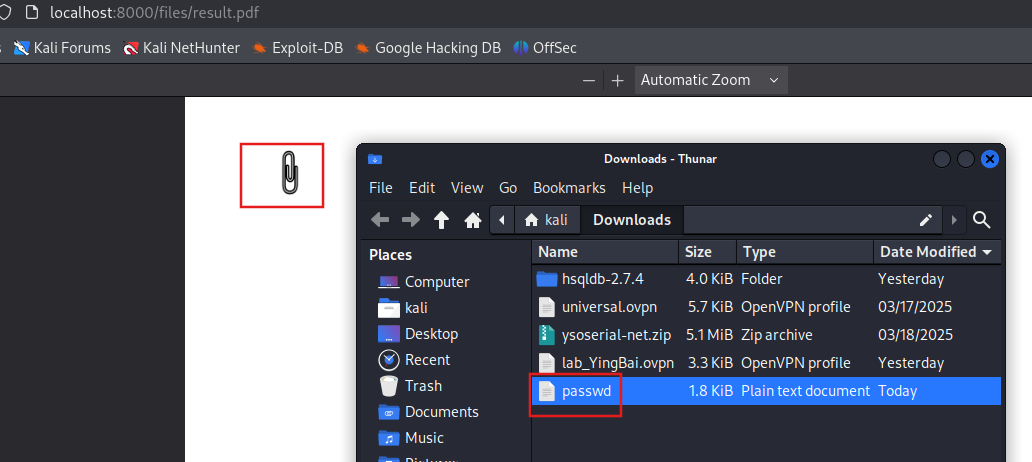 localhost:8000/files/result.pdf
Kali Forums Kali NetHunter Exploit-DB Google Hacking DB OffSec
Automatic Zoom
Downloads - Thunar
File Edit View Go Bookmarks Help
kali Downloads
Places
Computer
kali
Desktop
Recent
Trash
Documents
Music
Name Size Type Date Modified
hsqldb-2.7.4 4.0 KiB Folder Yesterday
universal.ovpn 5.7 KiB OpenVPN profile 03/17/2025
ysoserial-net.zip 5.1 MiB Zip archive 03/18/2025
lab_YingBai.ovpn 3.3 KiB OpenVPN profile Yesterday
passwd 1.8 KiB Plain text document Today